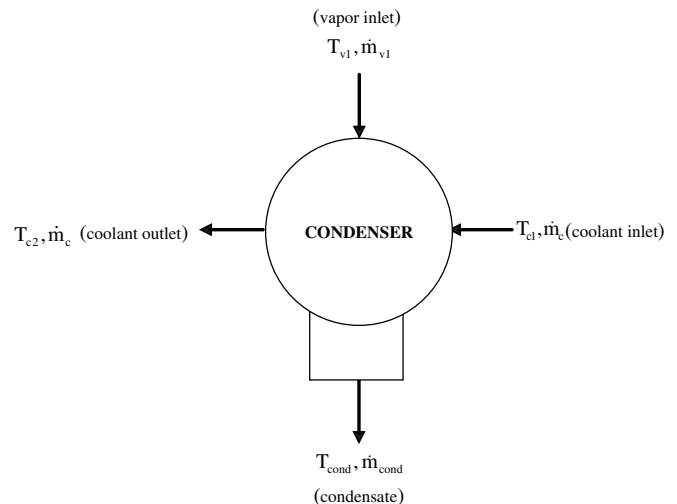 (vapor inlet)
T_v1, ṁ_v1
T_c2, ṁ_c (coolant outlet)
CONDENSER
T_c1, ṁ_c (coolant inlet)
T_cond, ṁ_cond
(condensate)